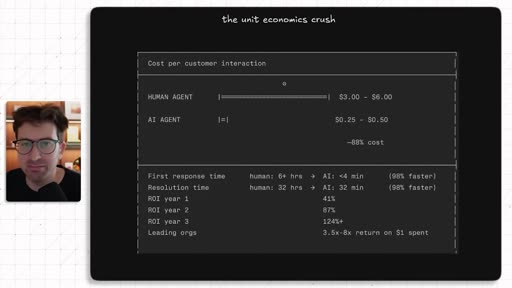 the unit economics crush
Cost per customer interaction
HUMAN AGENT |==========================| $3.00 – $6.00
AI AGENT |=| $0.25 – $0.50
—88% cost
First response time human: 6+ hrs → AI: <4 min (98% faster)
Resolution time human: 32 hrs → AI: 32 min (98% faster)
ROI year 1 41%
ROI year 2 87%
ROI year 3 124%+
Leading orgs 3.5x-8x return on $1 spent